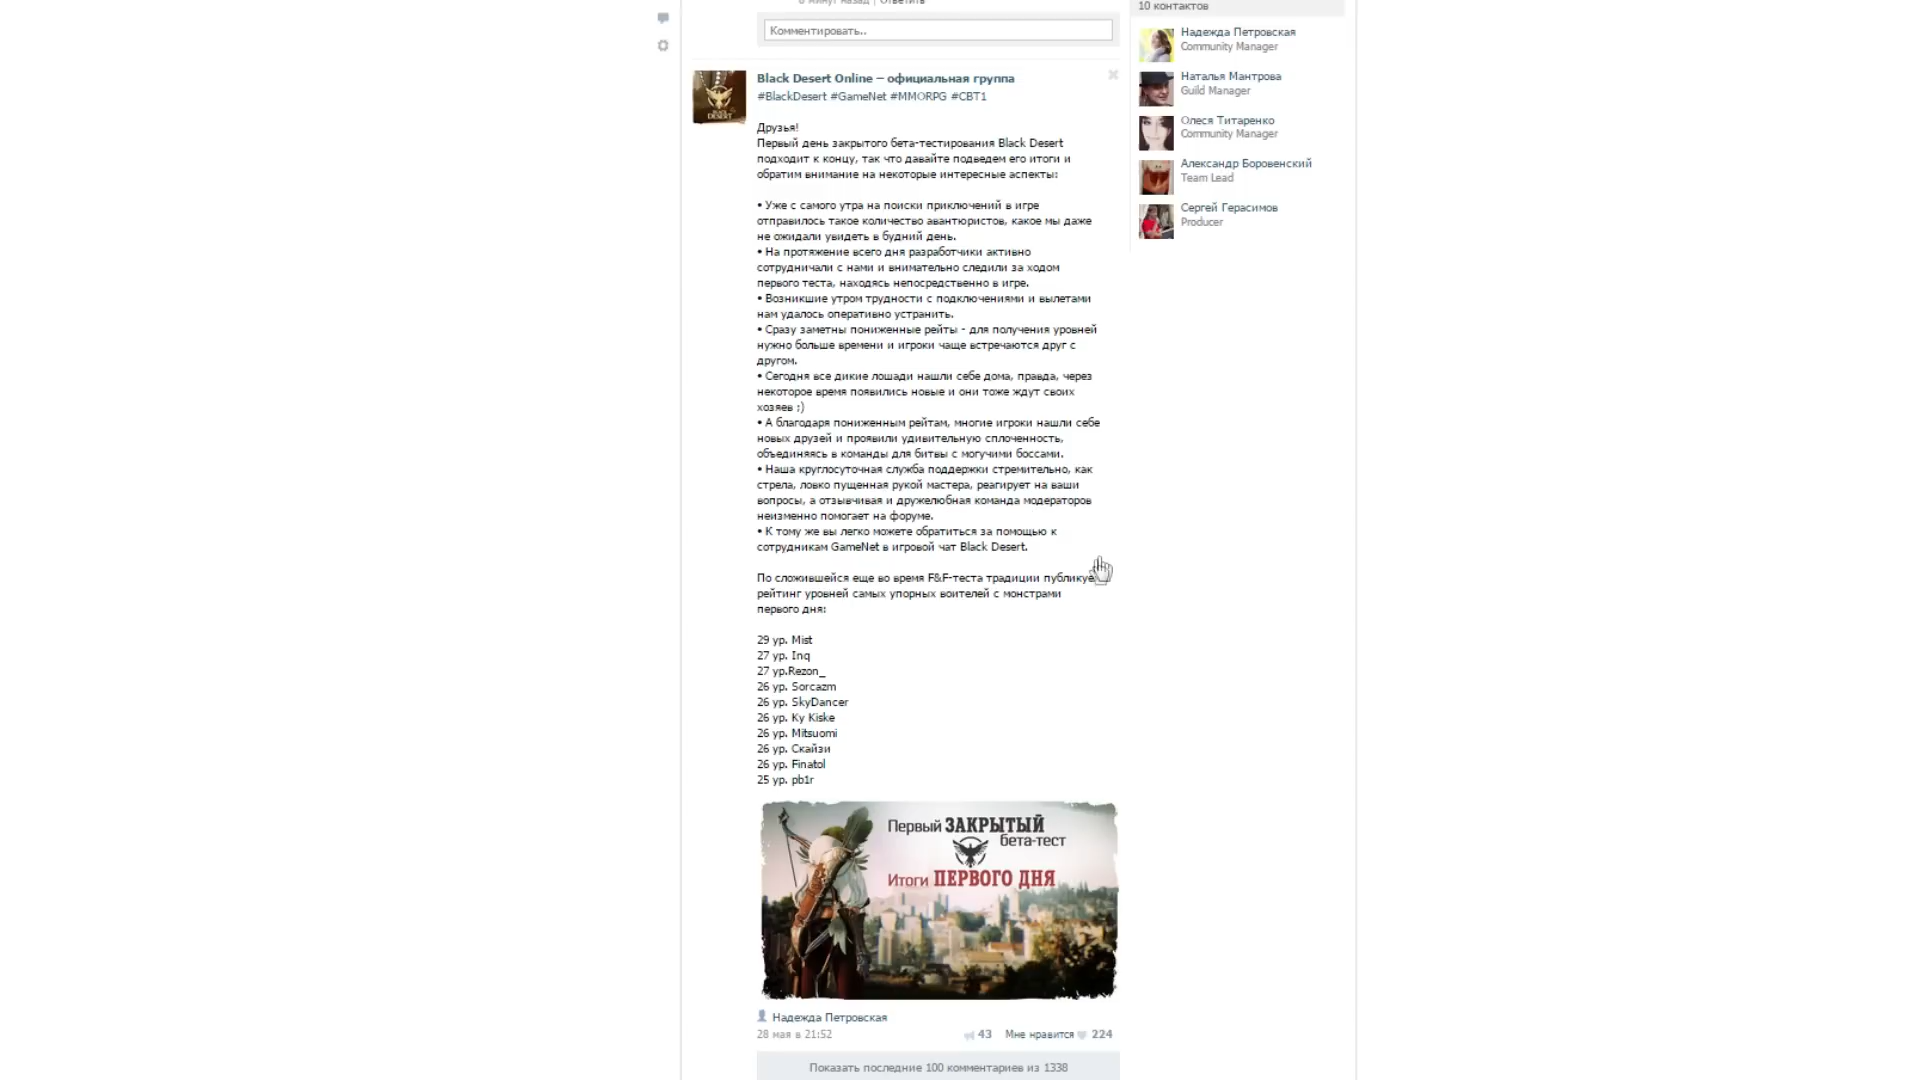 10 контактов
Комментировать..
Надежда Петровская
Community Manager
Наталья Мантрова
Guild Manager
Олеся Титаренко
Community Manager
Александр Боровенский
Team Lead
Сергей Герасимов
Producer
Black Desert Online – официальная группа
#BlackDesert #GameNet #MMORPG #CBT1
Друзья!
Первый день закрытого бета-тестирования Black Desert
подходит к концу, так что давайте подведем его итоги и
обратим внимание на некоторые интересные аспекты:
• Уже с самого утра на поиски приключений в игре
отправилось такое количество авантюристов, какое мы даже
не ожидали увидеть в будний день.
• На протяжение всего дня разработчики активно
сотрудничали с нами и внимательно следили за ходом
первого теста, находясь непосредственно в игре.
• Возникшие утром трудности с подключениями и вылетами
нам удалось оперативно устранить.
• Сразу заметны пониженные рейты - для получения уровней
нужно больше времени и игроки чаще встречаются друг с
другом.
• Сегодня все дикие лошади нашли себе дома, правда, через
некоторое время появились новые и они тоже ждут своих
хозяев ;)
• А благодаря пониженным рейтам, многие игроки нашли себе
новых друзей и проявили удивительную сплоченность,
объединяясь в команды для битвы с могучими боссами.
• Наша круглосуточная служба поддержки стремительно, как
стрела, ловко пущенная рукой мастера, реагирует на ваши
вопросы, а отзывчивая и дружелюбная команда модераторов
неизменно помогает на форуме.
• К тому же вы легко можете обратиться за помощью к
сотрудникам GameNet в игровой чат Black Desert.
По сложившейся еще во время F&F-теста традиции
рейтинг уровней самых упорных воителей с монстрами
первого дня:
29 ур. Mist
27 ур. Inq
27 ур.Rezon_
26 ур. Sorcazm
26 ур. SkyDancer
26 ур. Ky Kiske
26 ур. Mitsuomi
26 ур. Скайзи
26 ур. Finatol
25 ур. pb1r
Первый ЗАКРЫТЫЙ
бета-тест
Итоги ПЕРВОГО ДНЯ
Надежда Петровская
28 мая в 21:52 43 Мне нравится 224
Показать последние 100 комментариев из 1338